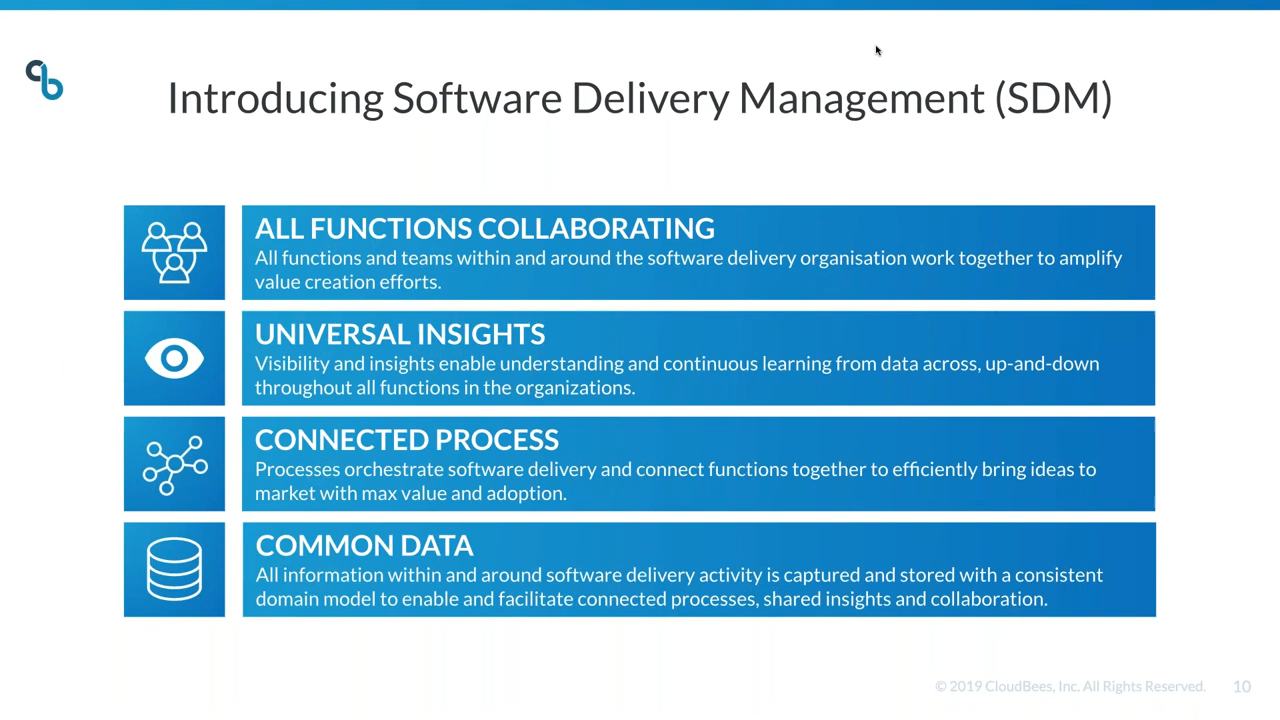 Introducing Software Delivery Management (SDM)
ALL FUNCTIONS COLLABORATING
All functions and teams within and around the software delivery organisation work together to amplify
value creation efforts.
UNIVERSAL INSIGHTS
Visibility and insights enable understanding and continuous learning from data across, up-and-down
throughout all functions in the organizations.
CONNECTED PROCESS
Processes orchestrate software delivery and connect functions together to efficiently bring ideas to
market with max value and adoption.
COMMON DATA
All information within and around software delivery activity is captured and stored with a consistent
domain model to enable and facilitate connected processes, shared insights and collaboration.
© 2019 CloudBees, Inc. All Rights Reserved. 10